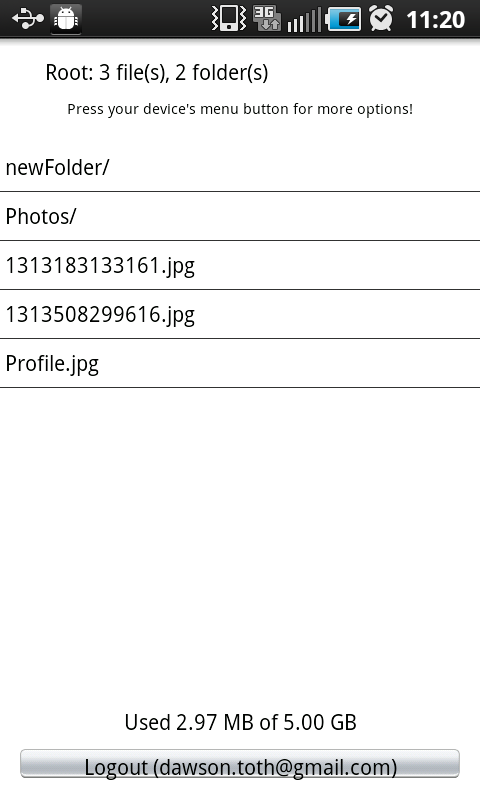 3G 11:20
Root: 3 file(s), 2 folder(s)
Press your device's menu button for more options!
newFolder/
Photos/
1313183133161.jpg
1313508299616.jpg
Profile.jpg
Used 2.97 MB of 5.00 GB
Logout (dawson.toth@gmail.com)